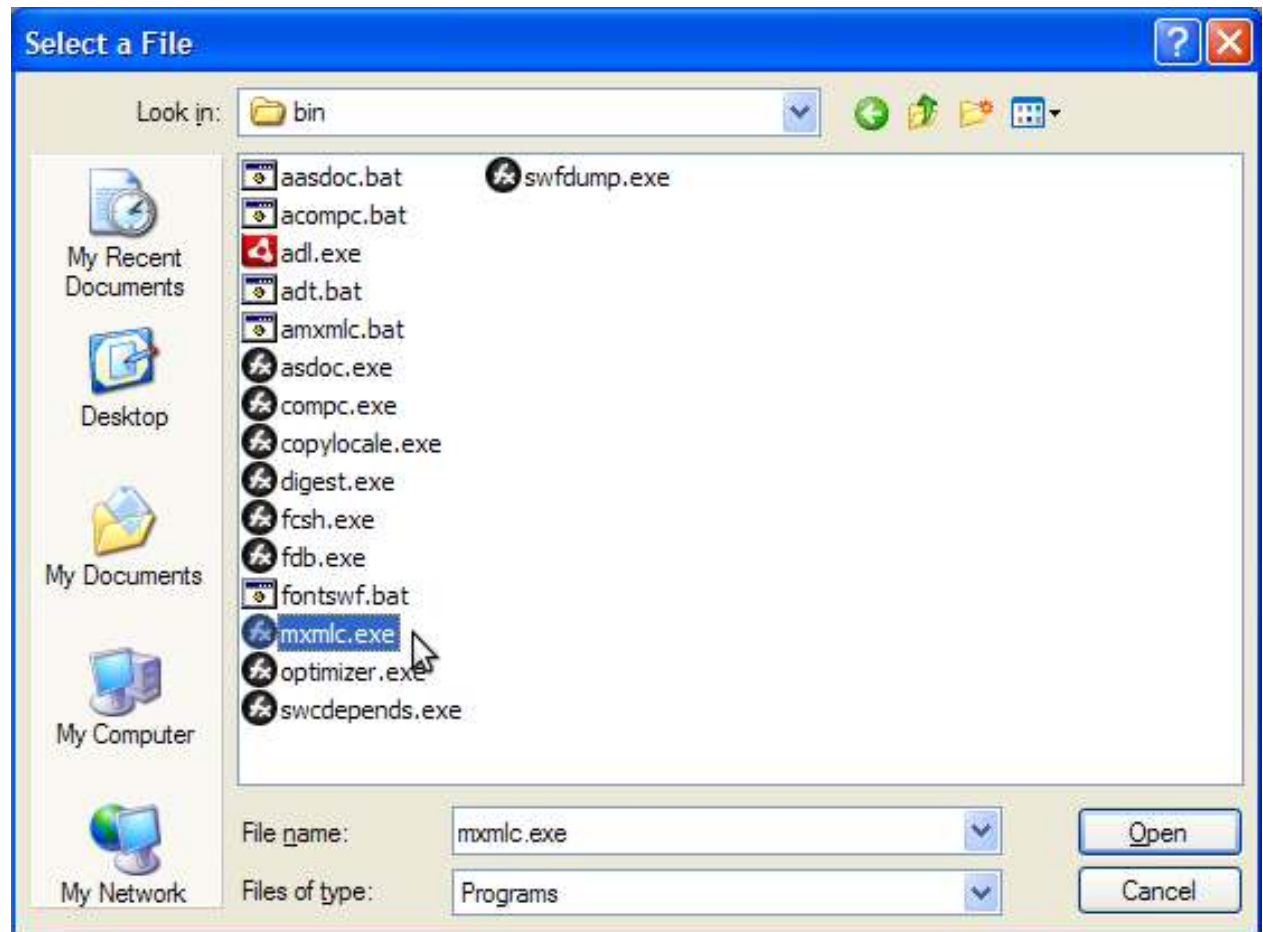 Select a File
Look in: bin
My Recent
Documents
Desktop
My Documents
My Computer
My Network
aasdoc.bat
acompc.bat
adl.exe
adt.bat
amxmlc.bat
asdoc.exe
compc.exe
copylocale.exe
digest.exe
fcsh.exe
fdb.exe
fontswf.bat
mxmlc.exe
optimizer.exe
swcdepends.exe
swfdump.exe
File name: mxmlc.exe
Open
Files of type: Programs
Cancel